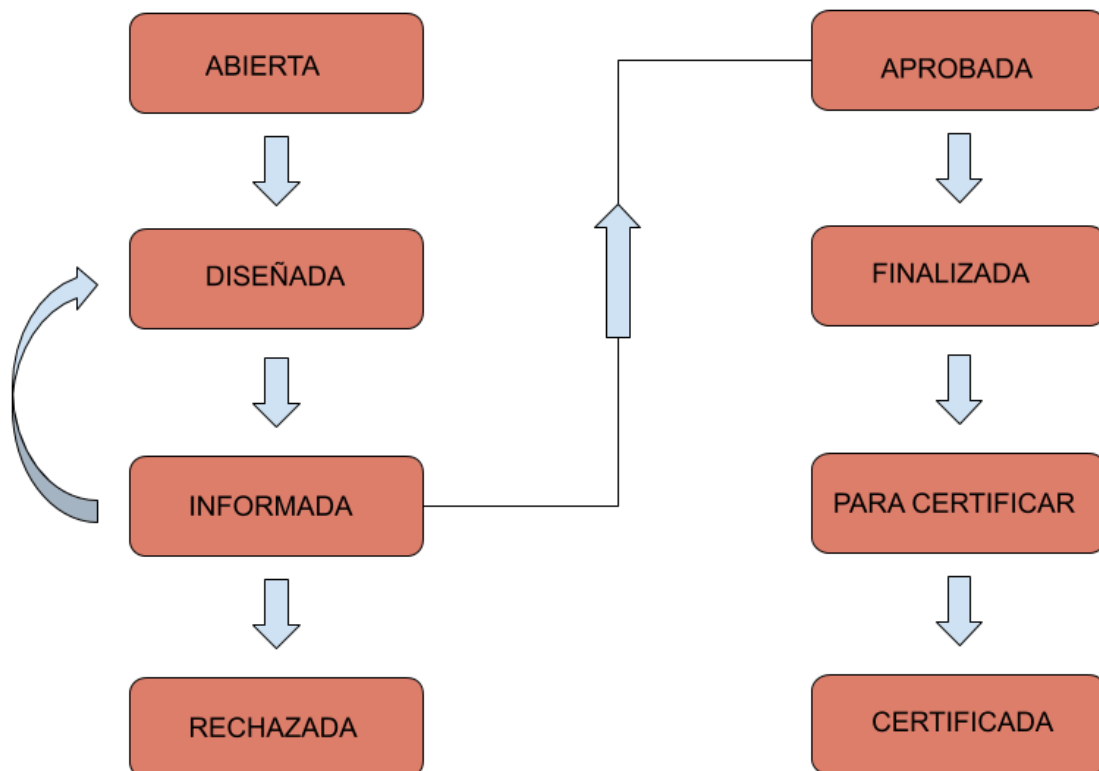 ABIERTA
DISEÑADA
INFORMADA
RECHAZADA
APROBADA
FINALIZADA
PARA CERTIFICAR
CERTIFICADA